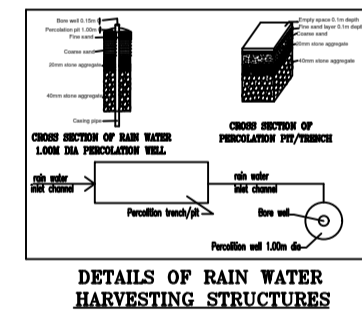 Bore well 0.15m
Percolation pit 1.00m
Fine sand
Coarse sand
20mm stone aggregate
40mm stone aggregate
Casing pipe
CROSS SECTION OF RAIN WATER
1.00M DIA PERCOLATION WELL
Empty space 0.1m depth
Fine sand layer 0.1m depth
Coarse sand
20mm stone aggregate
40mm stone aggregate
CROSS SECTION OF
PERCOLATION PIT/TRENCH
rain water
inlet channel
Percolition trench/pit
rain water
inlet channel
Bore well
Percolition well 1.00m dia
DETAILS OF RAIN WATER
HARVESTING STRUCTURES